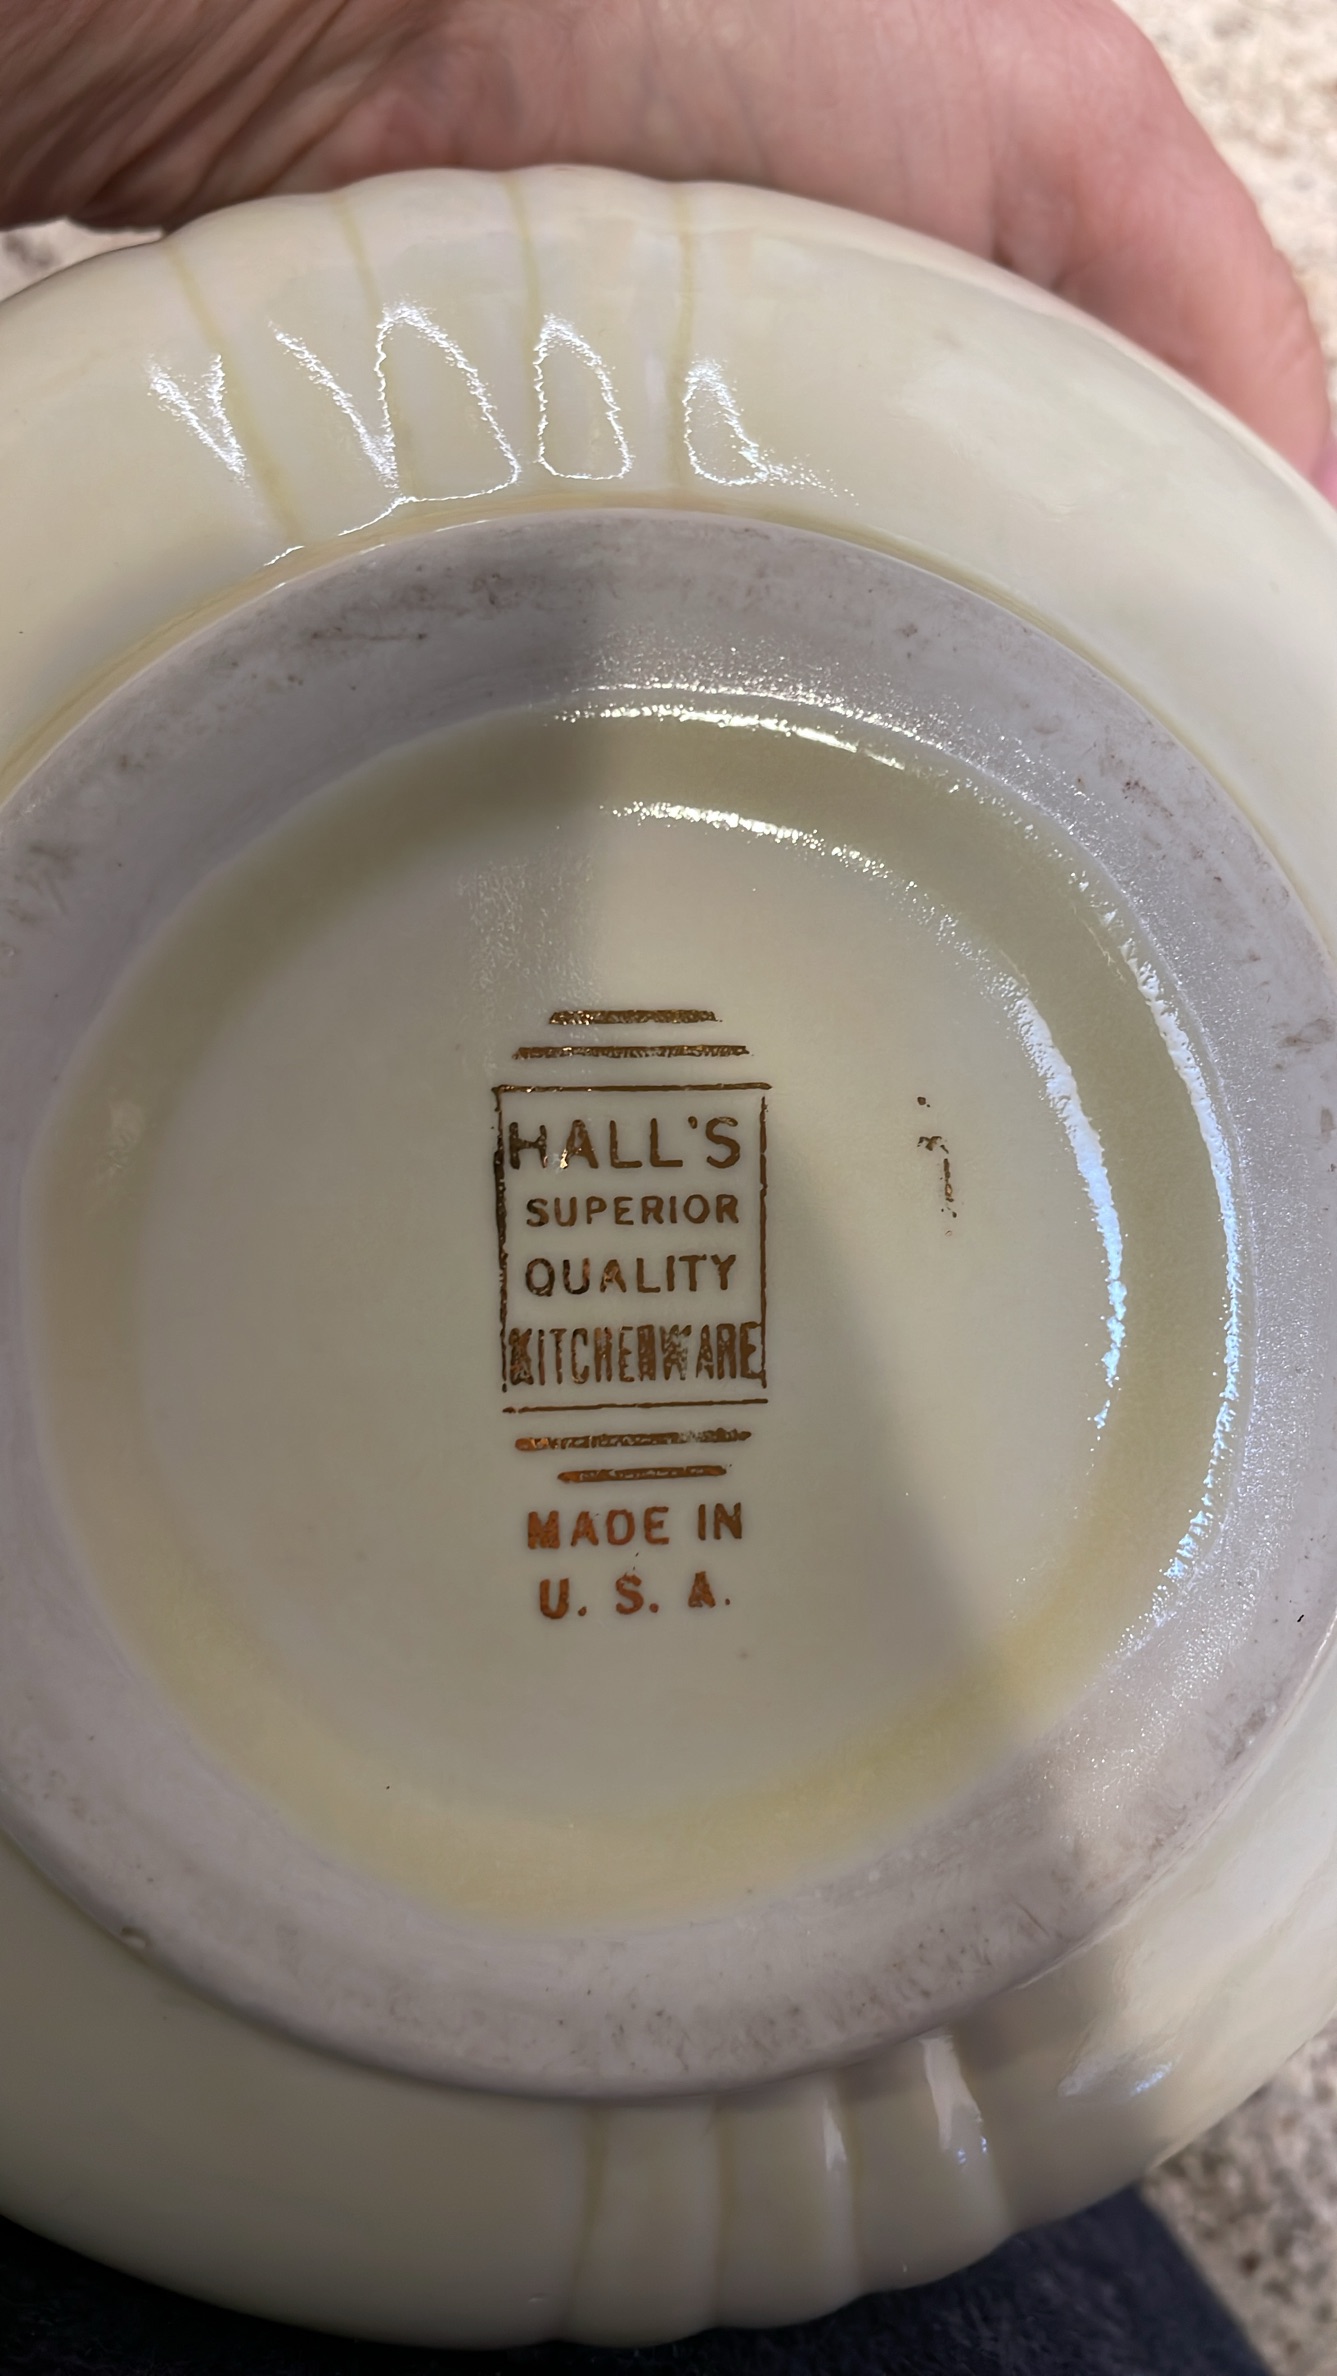 HALL'S
SUPERIOR
QUALITY
KITCHENWARE
MADE IN
U. S. A.